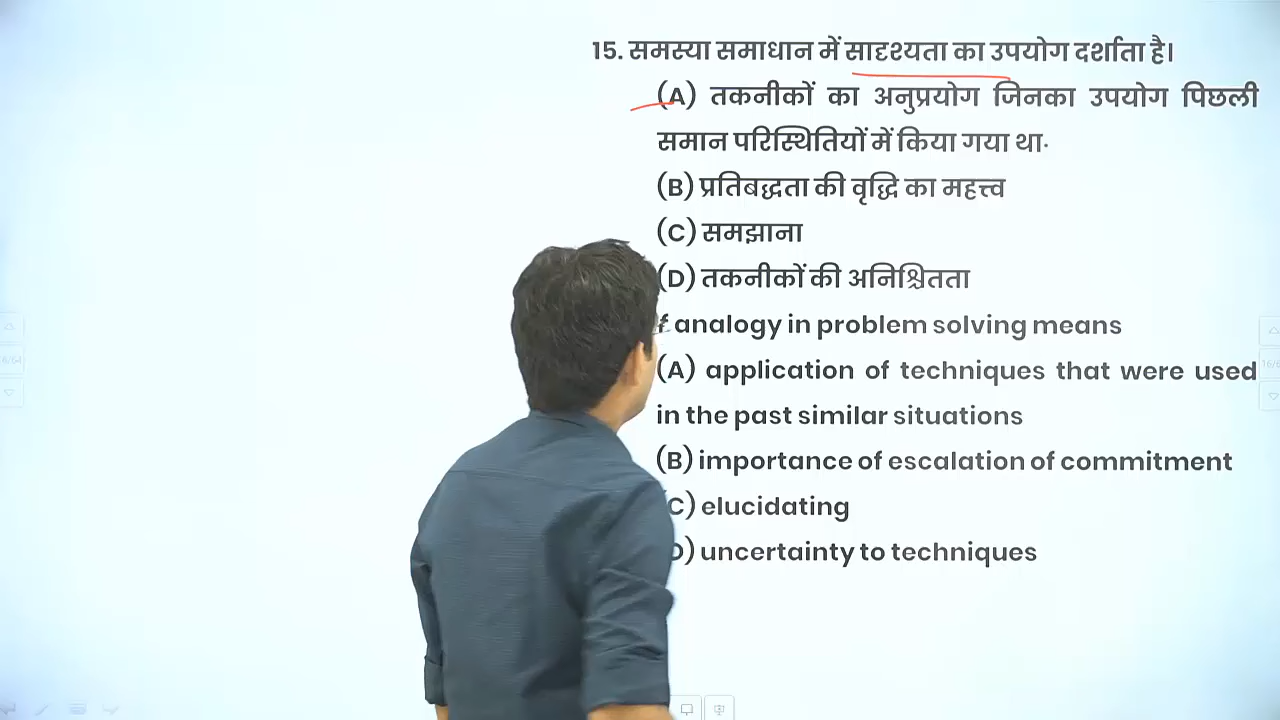 15. समस्या समाधान में सादृश्यता का उपयोग दर्शाता है।
(A) तकनीकों का अनुप्रयोग जिनका उपयोग पिछली
समान परिस्थितियों में किया गया था.
(B) प्रतिबद्धता की वृद्धि का महत्त्व
(C) समझाना
(D) तकनीकों की अनिश्चितता
analogy in problem solving means
(A) application of techniques that were used
in the past similar situations
(B) importance of escalation of commitment
C) elucidating
D) uncertainty to techniques